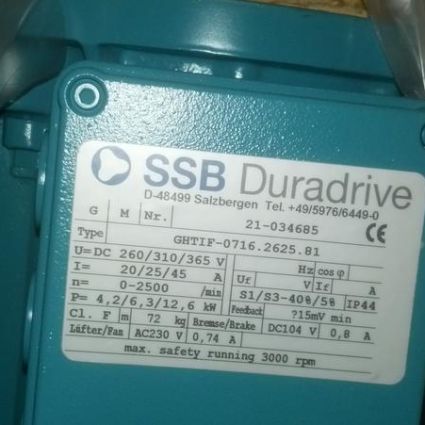 SSB Duradrive
D-48499 Salzbergen Tel. +49/5976/6449-0
G M Nr. 21-034685 CE
Type GHTIF-0716.2625.81
U=DC 260/310/365 V Hz cos φ
I= 20/25/45 A Uf V If A
n= 0-2500 /min S1/S3-40%/5% IP44
P= 4,2/6,3/12,6 kW Feedback ?15mV min
Cl. F m 72 kg Bremse/Brake DC104 V 0,8 A
Lüfter/Fan AC230 V 0,74 A
max. safety running 3000 rpm